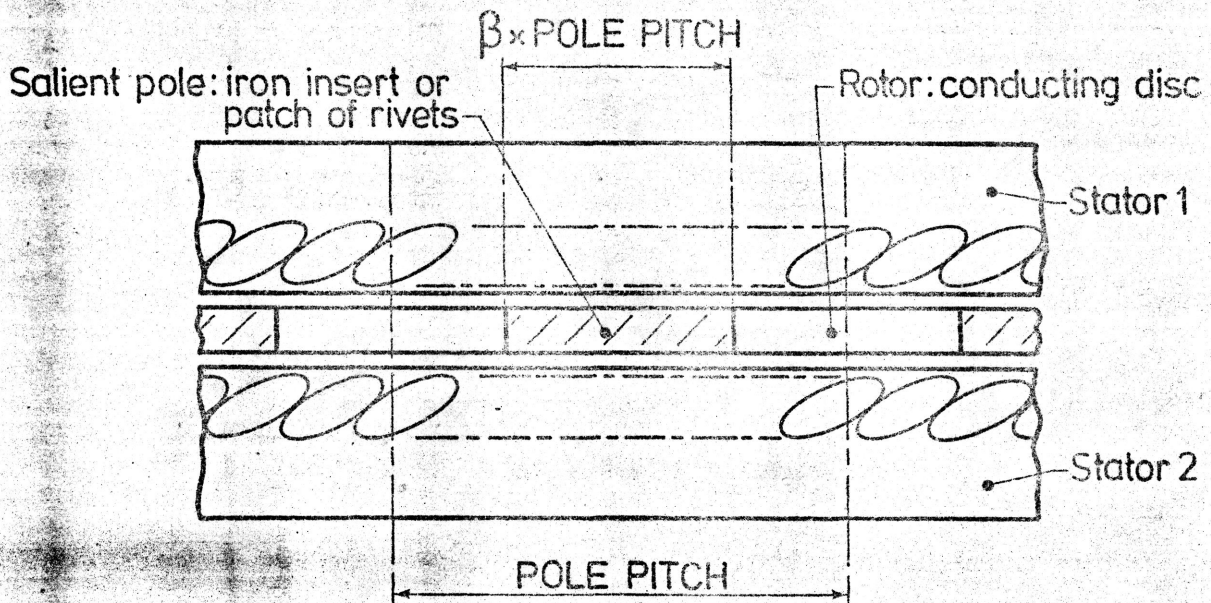 β×POLE PITCH
Salient pole: iron insert or
patch of rivets
Rotor: conducting disc
Stator 1
Stator 2
POLE PITCH